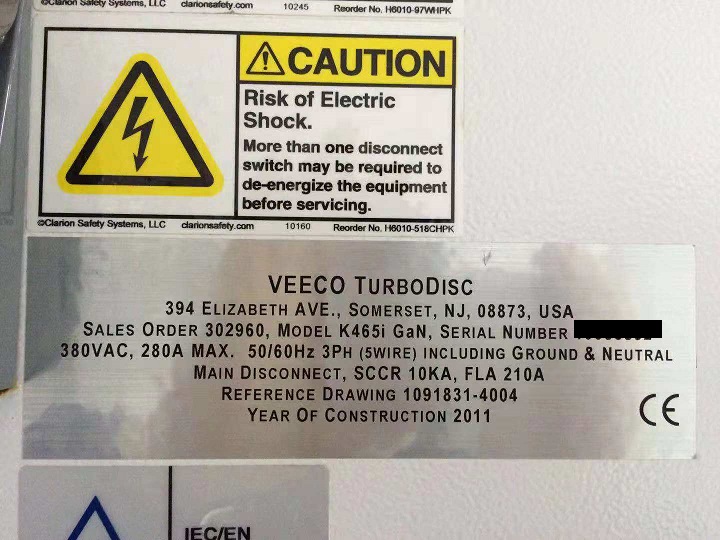 ©Clarion Safety Systems, LLC clarionsafety.com 10245 Reorder No. H6010-97WHPK
CAUTION
Risk of Electric
Shock.
More than one disconnect
switch may be required to
de-energize the equipment
before servicing.
©Clarion Safety Systems, LLC clarionsafety.com 10160 Reorder No. H6010-518CHPK
VEECO TURBODISC
394 ELIZABETH AVE., SOMERSET, NJ, 08873, USA
SALES ORDER 302960, MODEL K465i GaN, SERIAL NUMBER
380VAC, 280A MAX. 50/60Hz 3PH (5WIRE) INCLUDING GROUND & NEUTRAL
MAIN DISCONNECT, SCCR 10KA, FLA 210A
REFERENCE DRAWING 1091831-4004
YEAR OF CONSTRUCTION 2011
CE
IEC/EN